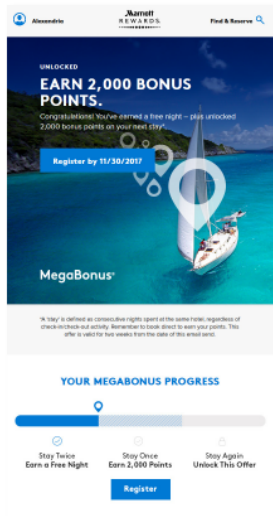 Alexandria
Marriott
REWARDS.
Find & Reserve
UNLOCKED
EARN 2,000 BONUS
POINTS.
Congratulations! You've earned a free night – plus unlocked
2,000 bonus points on your next stay*.
Register by 11/30/2017
MegaBonus®
*A "stay" is defined as consecutive nights spent at the same hotel, regardless of
check-in/check-out activity. Remember to book direct to earn your points. This
offer is valid for two weeks from the date of this email send.
YOUR MEGABONUS PROGRESS
Stay Twice
Earn a Free Night
Stay Once
Earn 2,000 Points
Stay Again
Unlock This Offer
Register